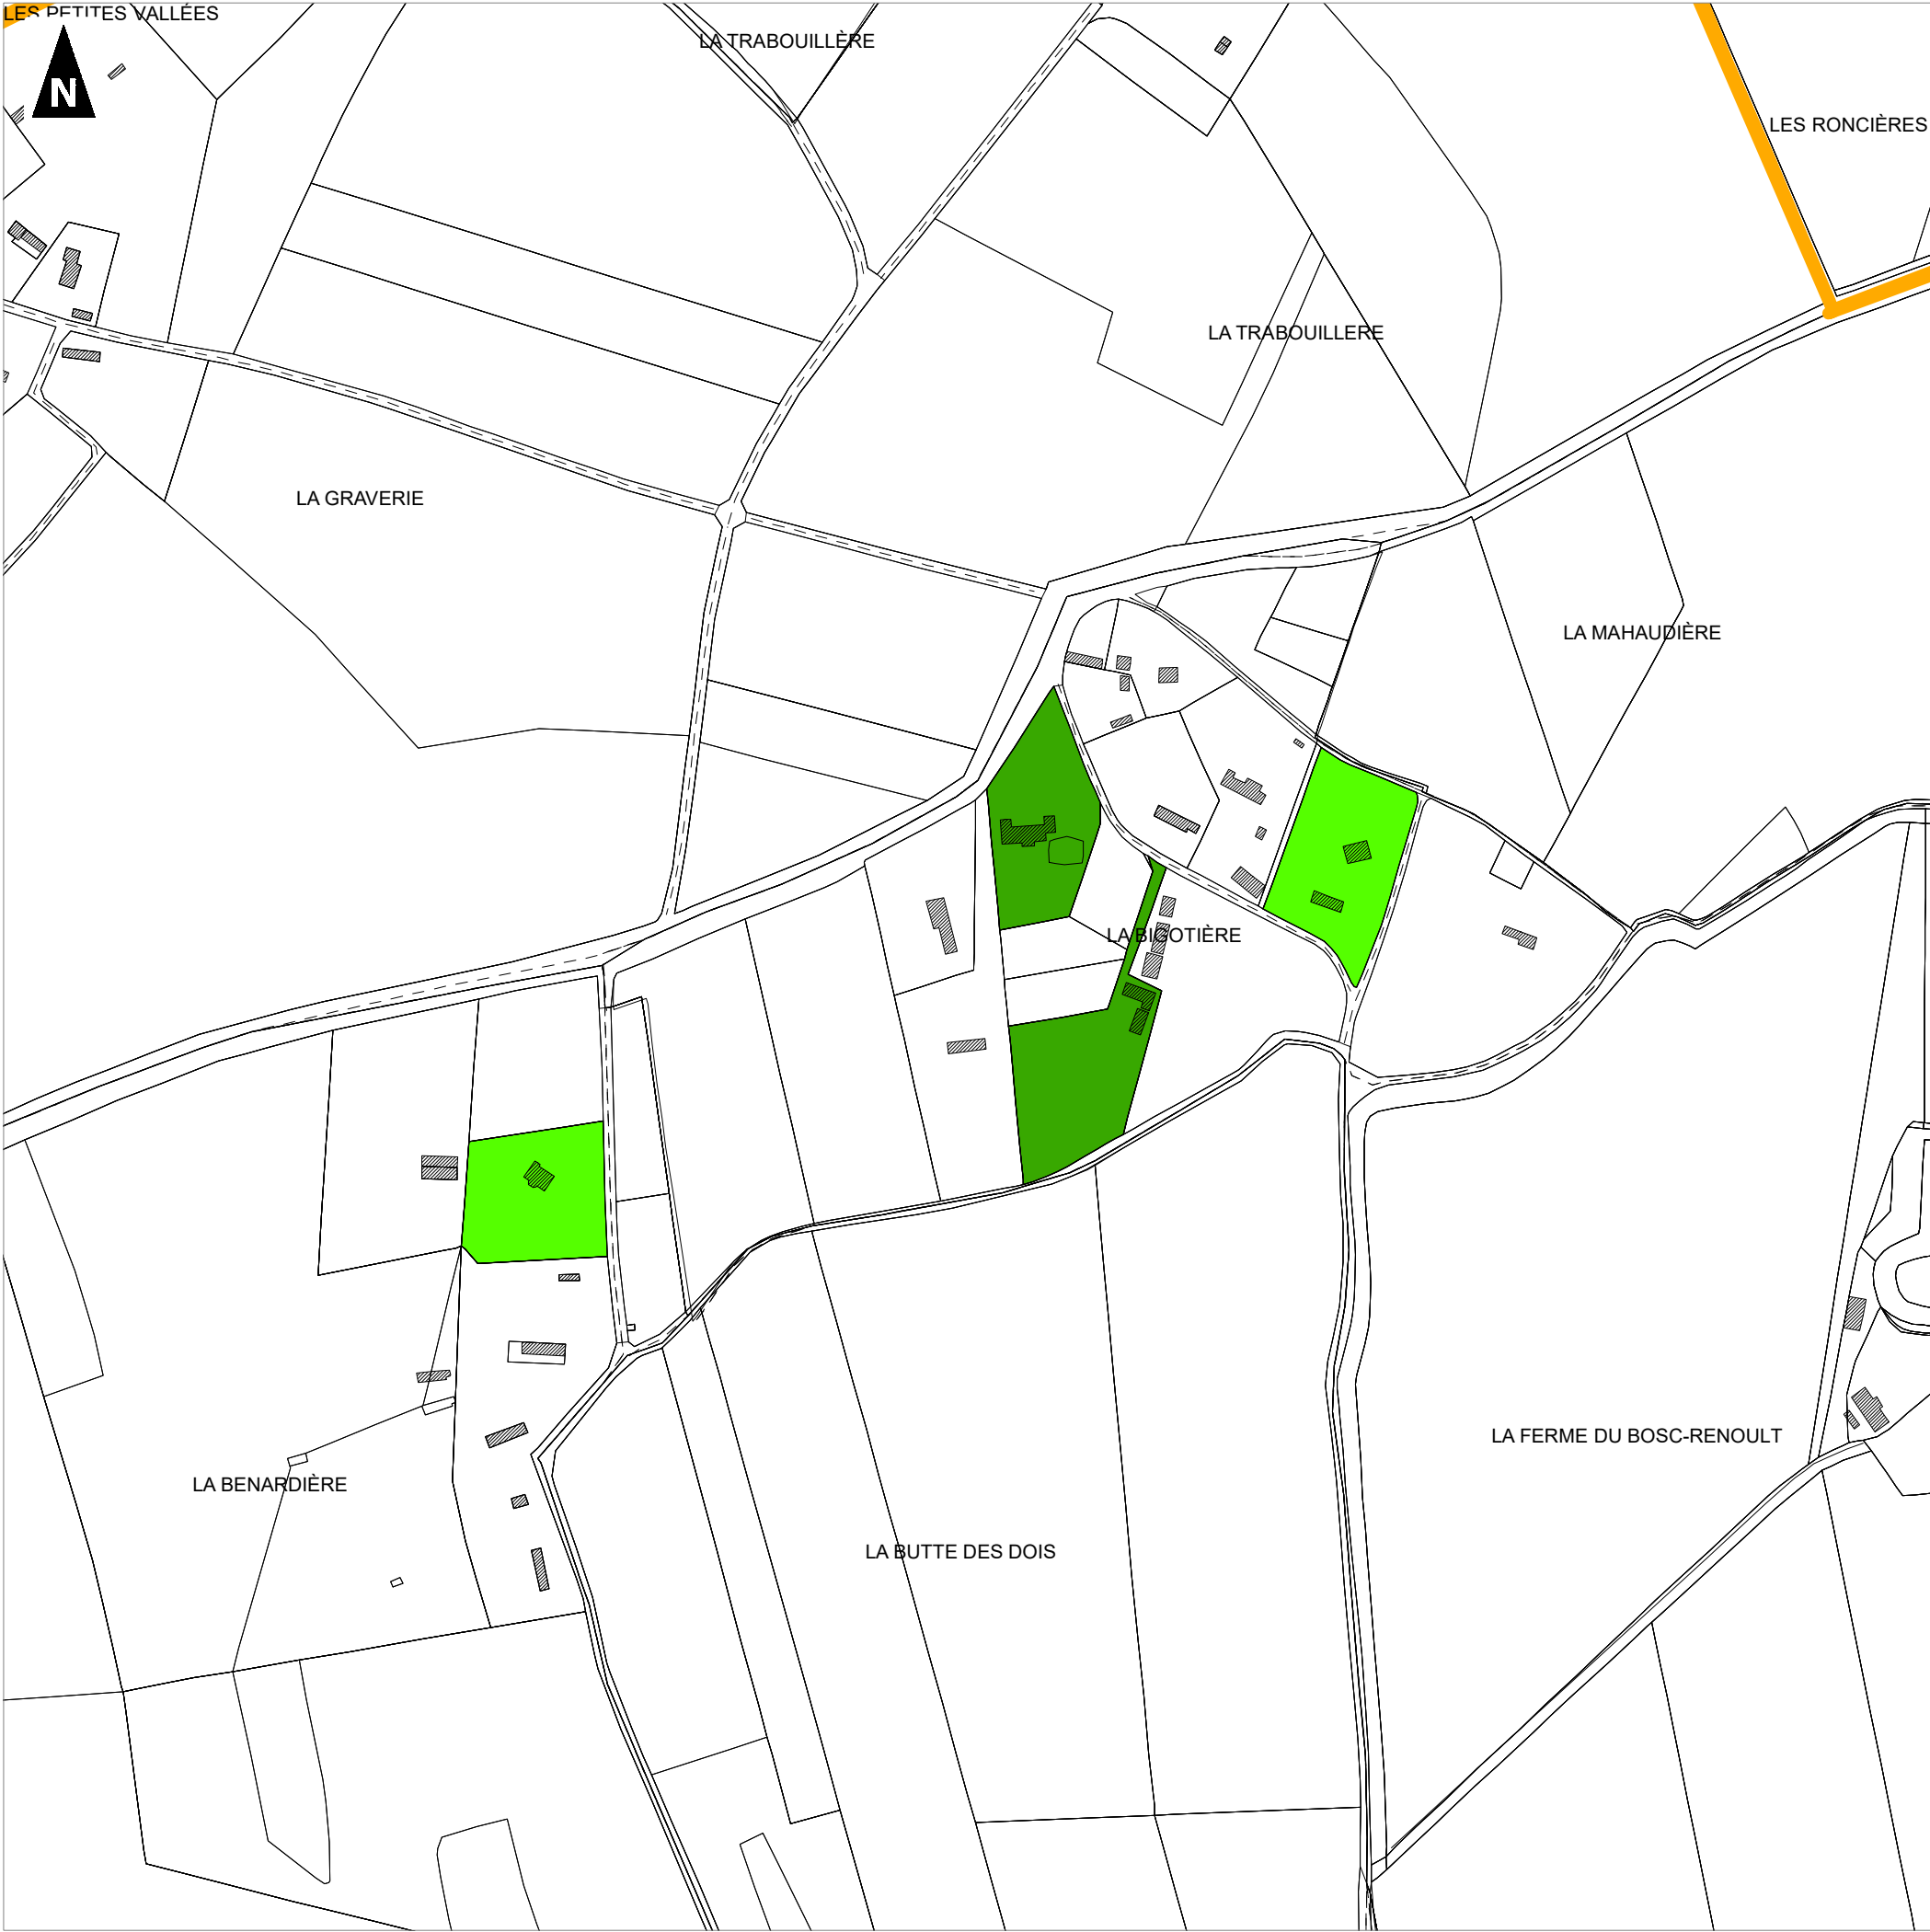 LES PETITES VALLÉES
LA TRABOUILLÈRE
N
LES RONCIÈRES
LA TRABOUILLERE
LA GRAVERIE
LA MAHAUDIÈRE
LA BIGOTIÈRE
LA FERME DU BOSC-RENOULT
LA BENARDIÈRE
LA BUTTE DES DOIS